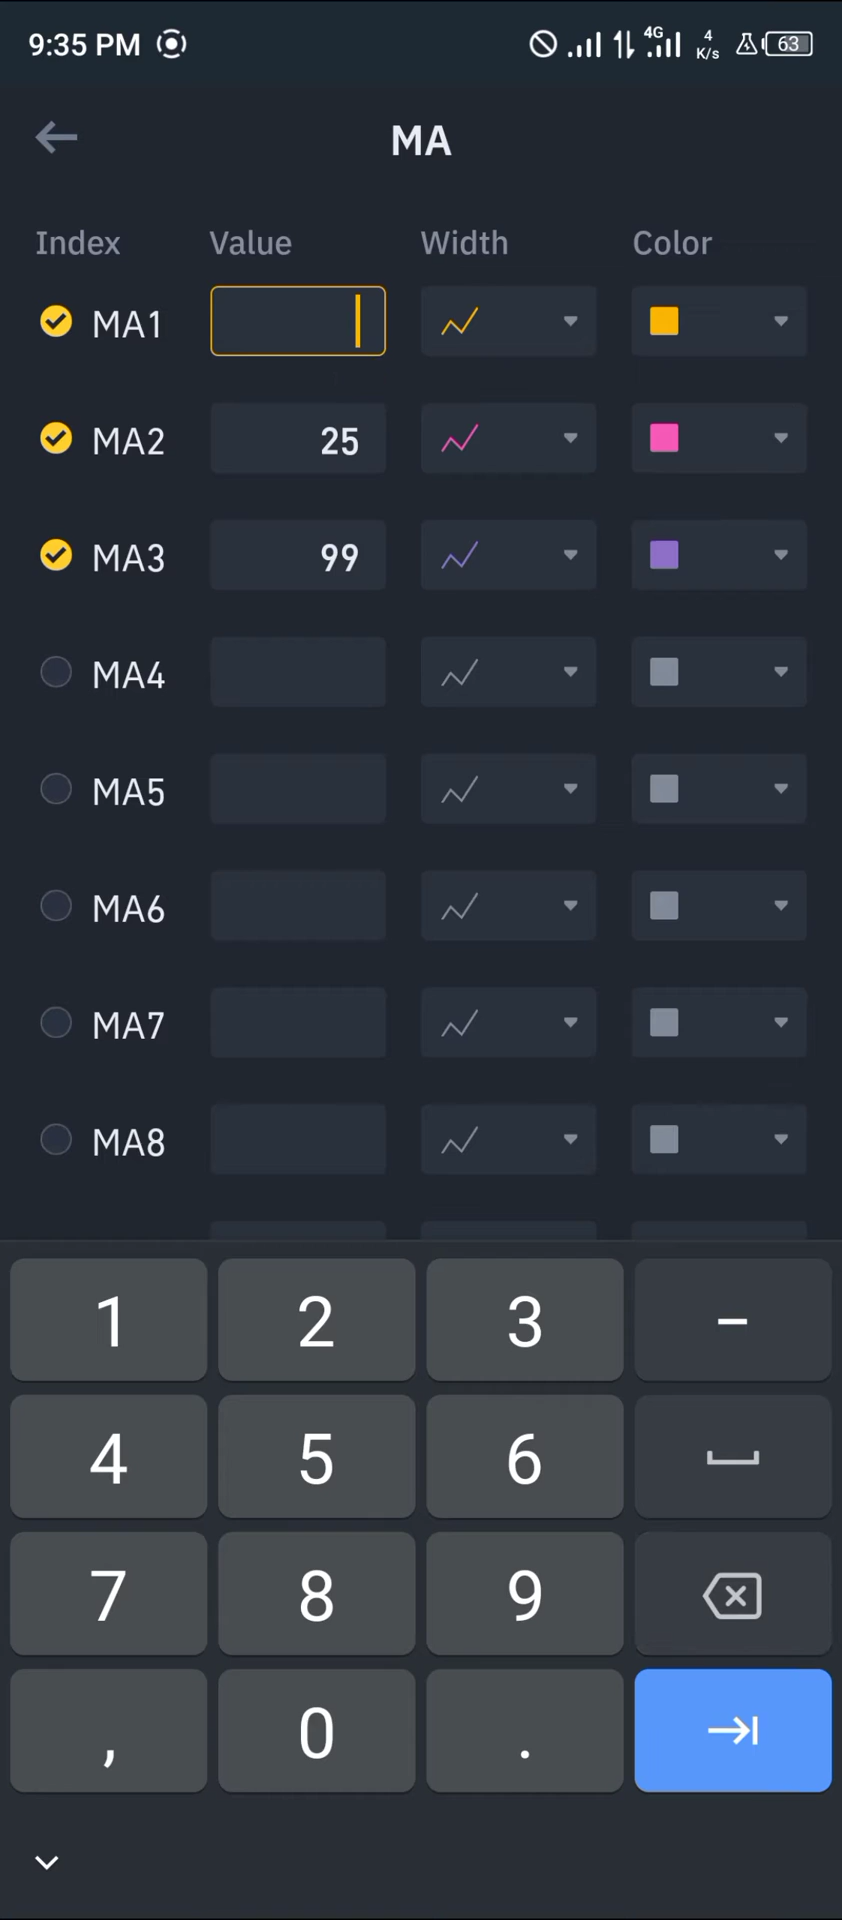 9:35 PM 4G 4 K/s 63
MA
Index Value Width Color
MA1
MA2 25
MA3 99
MA4
MA5
MA6
MA7
MA8
1 2 3 -
4 5 6
7 8 9
, 0 .